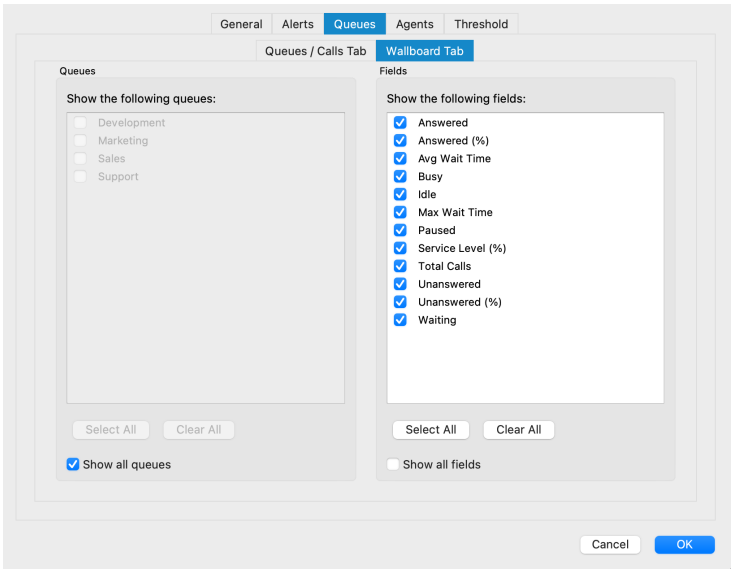 General Alerts Queues Agents Threshold
Queues / Calls Tab Wallboard Tab
Queues
Show the following queues:
Development
Marketing
Sales
Support
Select All Clear All
Show all queues
Fields
Show the following fields:
Answered
Answered (%)
Avg Wait Time
Busy
Idle
Max Wait Time
Paused
Service Level (%)
Total Calls
Unanswered
Unanswered (%)
Waiting
Select All Clear All
Show all fields
Cancel OK